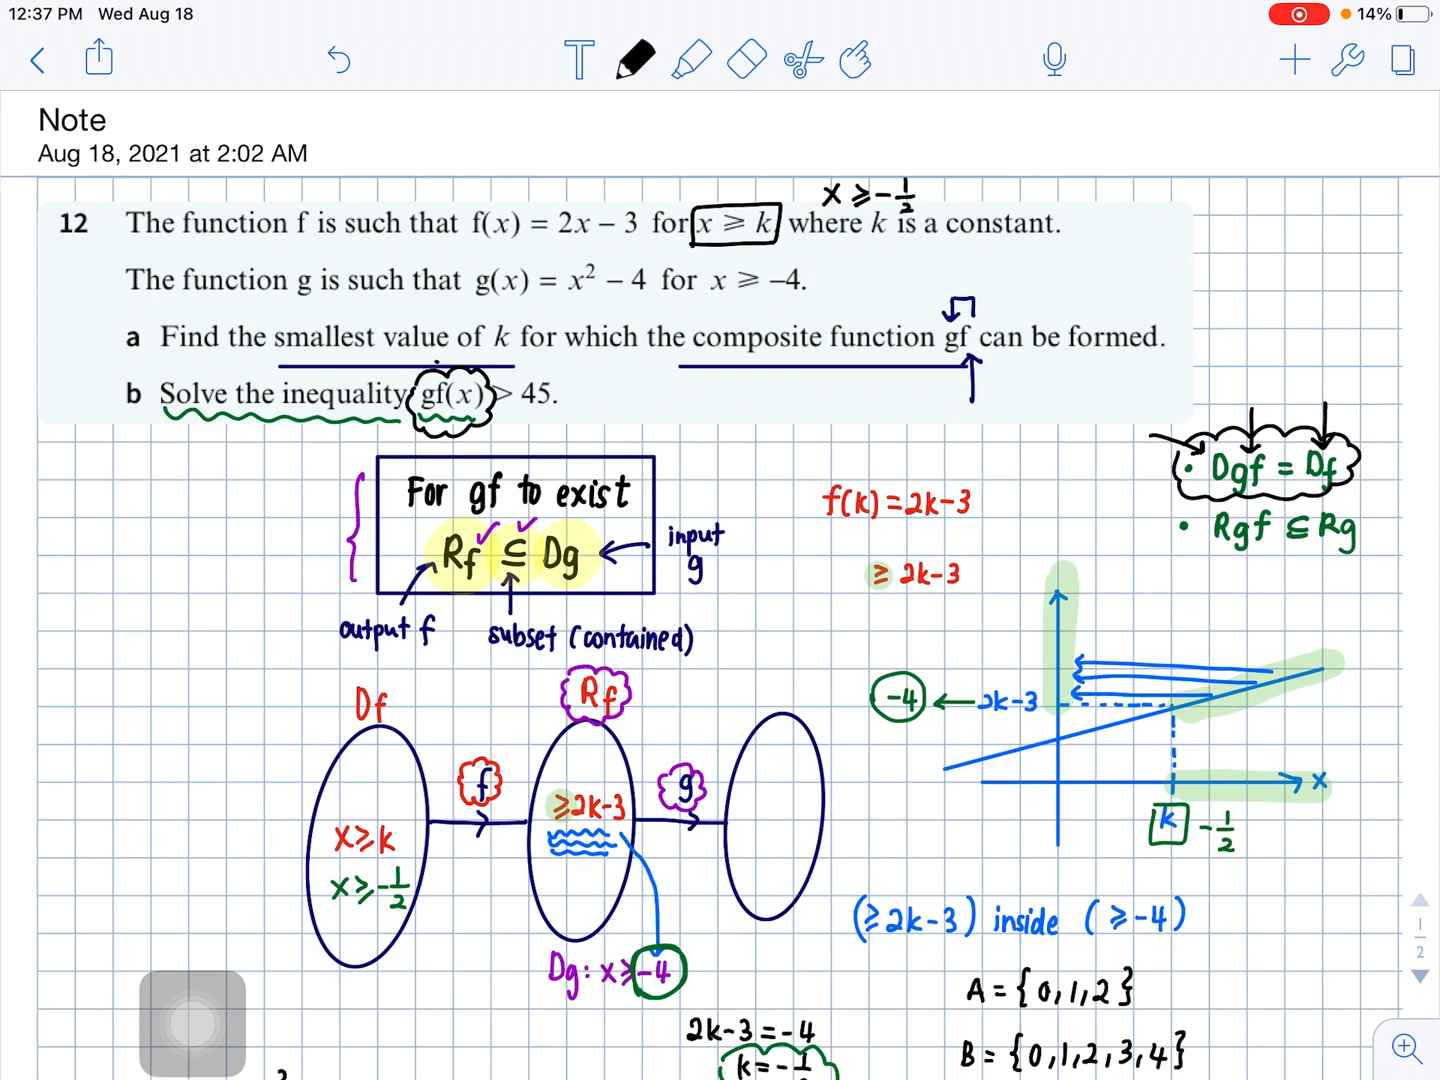 12:37 PM Wed Aug 18
14%
Note
Aug 18, 2021 at 2:02 AM
x ⩾ -1/2
12 The function f is such that f(x) = 2x − 3 for x ⩾ k where k is a constant.
The function g is such that g(x) = x² − 4 for x ⩾ −4.
a Find the smallest value of k for which the composite function gf can be formed.
b Solve the inequality gf(x) > 45.
• Dgf = Df
• Rgf ⊆ Rg
For gf to exist
Rf ⊆ Dg
input g
output f
subset (contained)
f(k) = 2k-3
≥ 2k-3
-4 ← 2k-3
x
k -1/2
Df
Rf
f
g
x ⩾ k
x ⩾ -1/2
⩾ 2k-3
Dg: x ⩾ -4
(⩾ 2k-3) inside (⩾ -4)
A = {0,1,2}
B = {0,1,2,3,4}
2k-3 = -4
k = -1
1
2